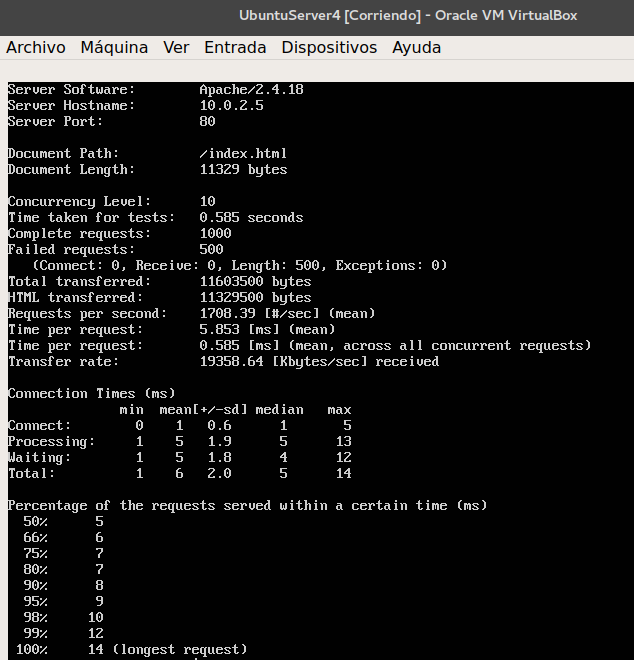 UbuntuServer4 [Corriendo] - Oracle VM VirtualBox
Archivo Máquina Ver Entrada Dispositivos Ayuda
Server Software: Apache/2.4.18
Server Hostname: 10.0.2.5
Server Port: 80
Document Path: /index.html
Document Length: 11329 bytes
Concurrency Level: 10
Time taken for tests: 0.585 seconds
Complete requests: 1000
Failed requests: 500
(Connect: 0, Receive: 0, Length: 500, Exceptions: 0)
Total transferred: 11603500 bytes
HTML transferred: 11329500 bytes
Requests per second: 1708.39 [#/sec] (mean)
Time per request: 5.853 [ms] (mean)
Time per request: 0.585 [ms] (mean, across all concurrent requests)
Transfer rate: 19358.64 [Kbytes/sec] received
Connection Times (ms)
min mean[+/-sd] median max
Connect: 0 1 0.6 1 5
Processing: 1 5 1.9 5 13
Waiting: 1 5 1.8 4 12
Total: 1 6 2.0 5 14
Percentage of the requests served within a certain time (ms)
50% 5
66% 6
75% 7
80% 7
90% 8
95% 9
98% 10
99% 12
100% 14 (longest request)